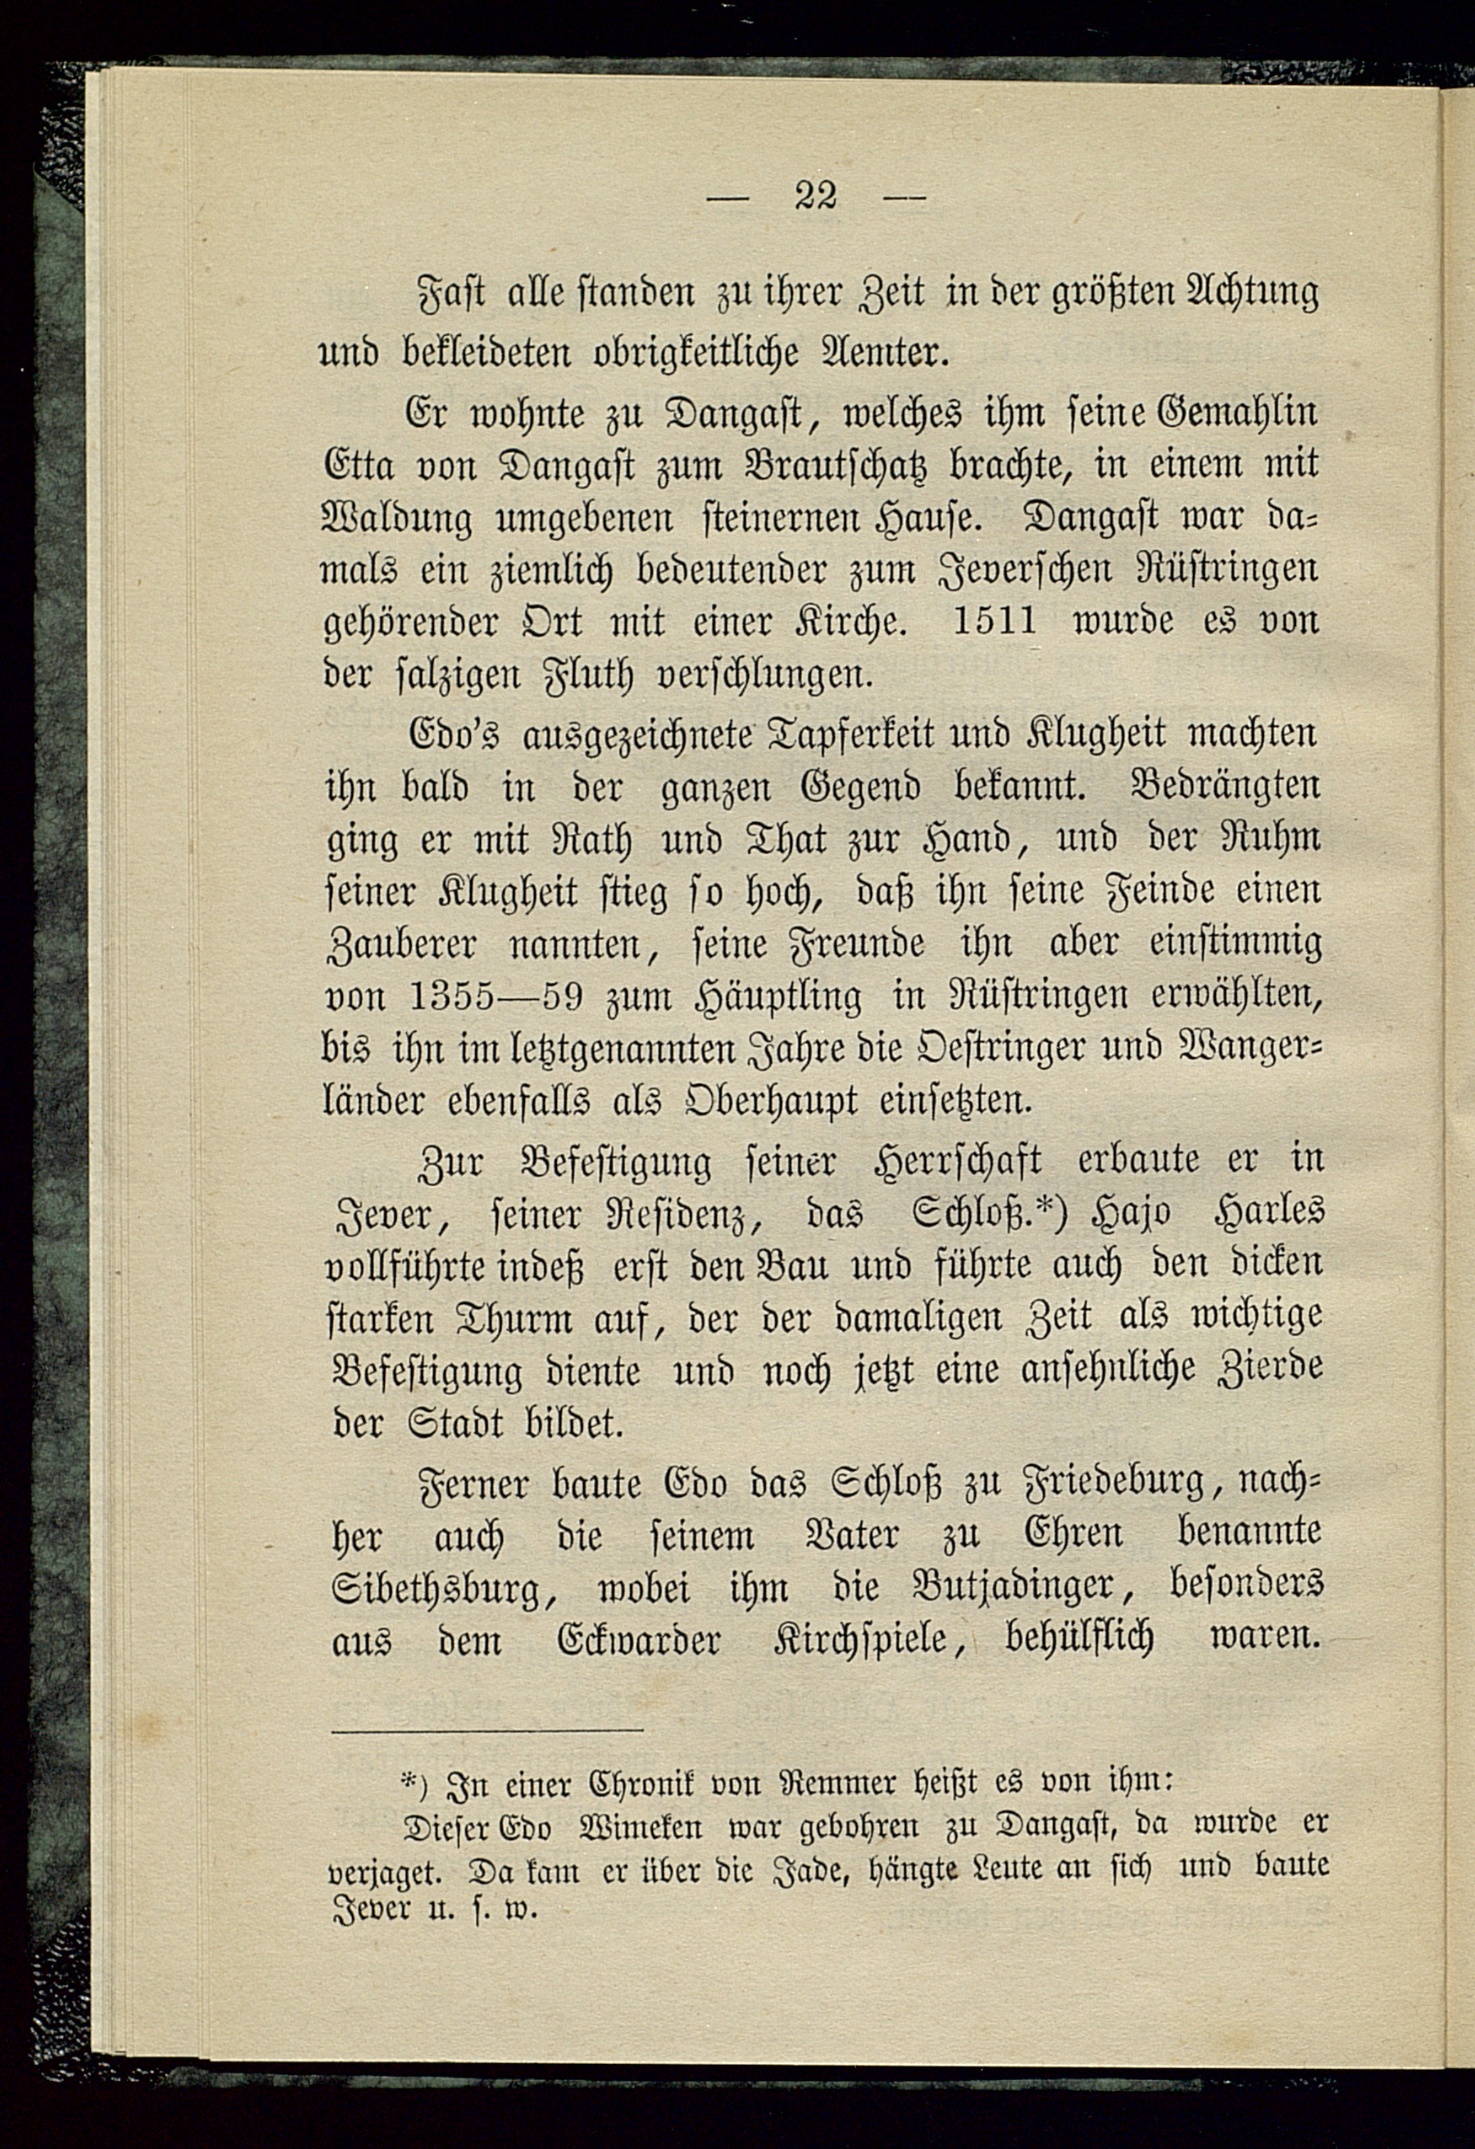 — 22 —
Fast alle standen zu ihrer Zeit in der größten Achtung
und bekleideten obrigkeitliche Aemter.
Er wohnte zu Dangast, welches ihm seine Gemahlin
Etta von Dangast zum Brautschatz brachte, in einem mit
Waldung umgebenen steinernen Hause. Dangast war da-
mals ein ziemlich bedeutender zum Jeverschen Rüstringen
gehörender Ort mit einer Kirche. 1511 wurde es von
der salzigen Fluth verschlungen.
Edo's ausgezeichnete Tapferkeit und Klugheit machten
ihn bald in der ganzen Gegend bekannt. Bedrängten
ging er mit Rath und That zur Hand, und der Ruhm
seiner Klugheit stieg so hoch, daß ihn seine Feinde einen
Zauberer nannten, seine Freunde ihn aber einstimmig
von 1355—59 zum Häuptling in Rüstringen erwählten,
bis ihn im letztgenannten Jahre die Oestringer und Wanger-
länder ebenfalls als Oberhaupt einsetzten.
Zur Befestigung seiner Herrschaft erbaute er in
Jever, seiner Residenz, das Schloß.*) Hajo Harles
vollführte indeß erst den Bau und führte auch den dicken
starken Thurm auf, der der damaligen Zeit als wichtige
Befestigung diente und noch jetzt eine ansehnliche Zierde
der Stadt bildet.
Ferner baute Edo das Schloß zu Friedeburg, nach-
her auch die seinem Vater zu Ehren benannte
Sibethsburg, wobei ihm die Butjadinger, besonders
aus dem Eckwarder Kirchspiele, behülflich waren.
*) In einer Chronik von Remmer heißt es von ihm:
Dieser Edo Wimeken war gebohren zu Dangast, da wurde er
verjaget. Da kam er über die Jade, hängte Leute an sich und baute
Jever u. s. w.